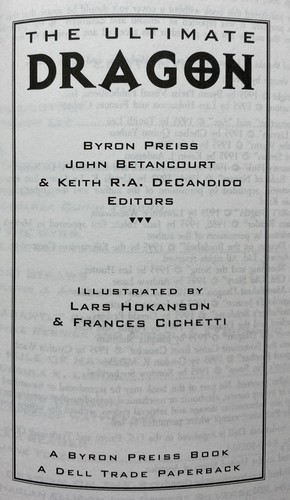 THE ULTIMATE
DRAGON
BYRON PREISS
JOHN BETANCOURT
& KEITH R.A. DECANDIDO
EDITORS
ILLUSTRATED BY
LARS HOKANSON
& FRANCES CICHETTI
A BYRON PREISS BOOK
A DELL TRADE PAPERBACK